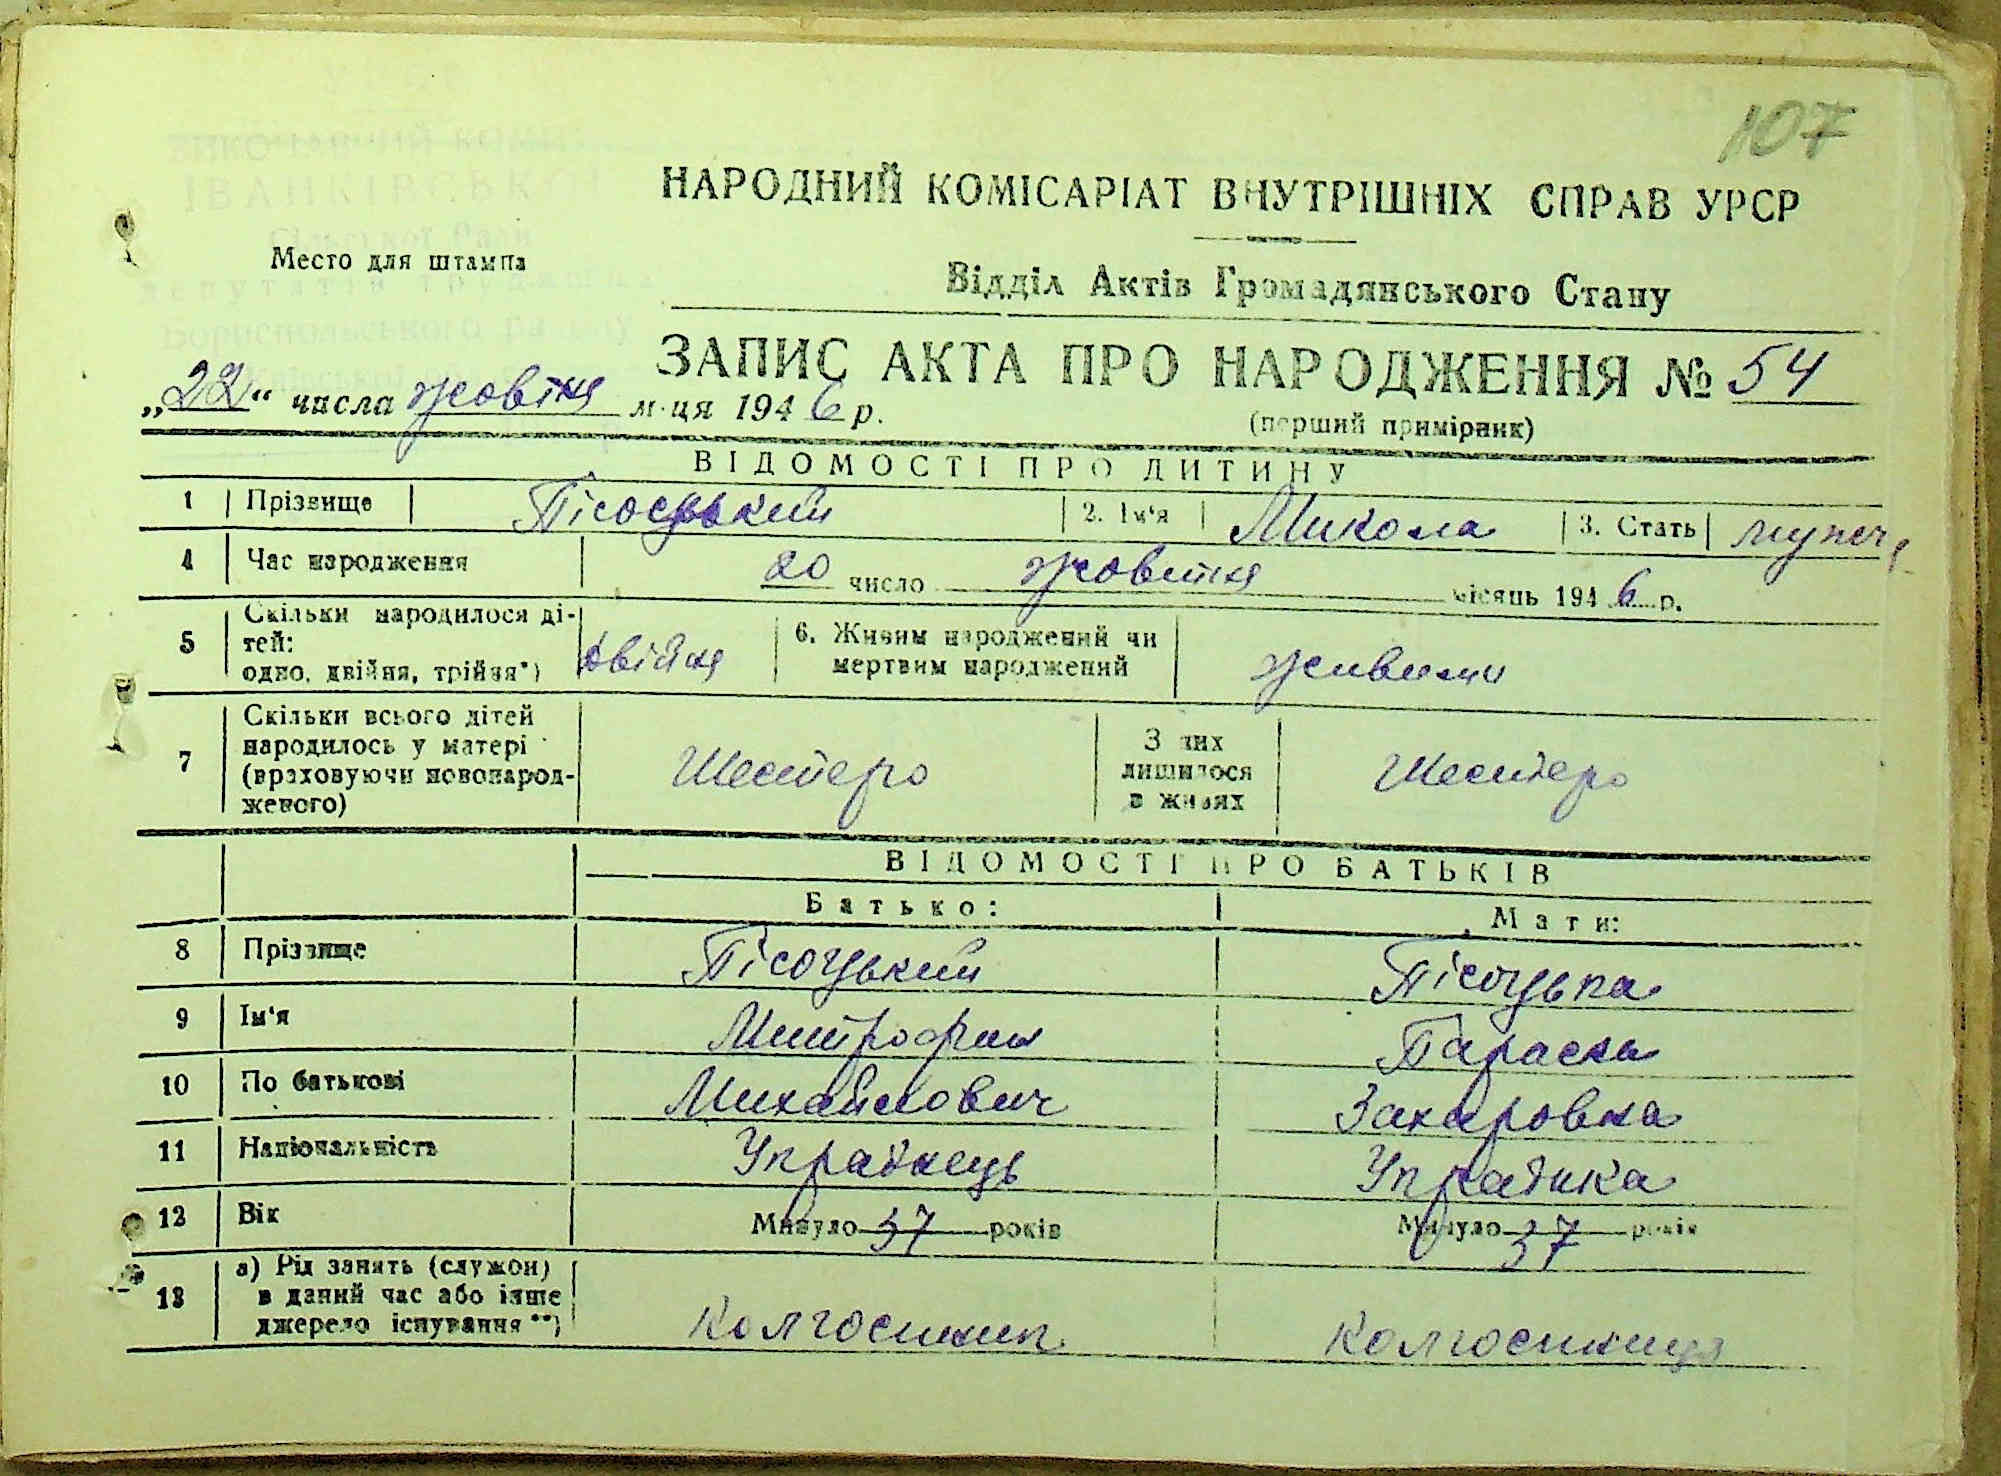 107
НАРОДНИЙ КОМІСАРІАТ ВНУТРІШНІХ СПРАВ УРСР
Место для штампа
Відділ Актів Громадянського Стану
ЗАПИС АКТА ПРО НАРОДЖЕННЯ № 54
„22" числа жовтня м-ця 1946 р.
(перший примірник)
ВІДОМОСТІ ПРО ДИТИНУ
1 Прізвище Пісоцький 2. Ім'я Микола 3. Стать
4 Час народження 20 число жовтня місяць 1946 р.
5 Скільки народилося дітей: одно, двійня, трійня*) двійня 6. Живим народжений чи мертвим народжений живими
7 Скільки всього дітей народилось у матері (враховуючи новонародженого) Шестеро З них лишилося в живих Шестеро
ВІДОМОСТІ ПРО БАТЬКІВ
Батько: Мати:
8 Прізвище Пісоцький Пісоцька
9 Ім'я Митрофан Параска
10 По батькові Михайлович Захаровна
11 Національність Українець Українка
12 Вік Минуло 37 років Минуло 37 років
13 а) Рід занять (служби) в даний час або інше джерело існування**) Колгоспник Колгоспниця